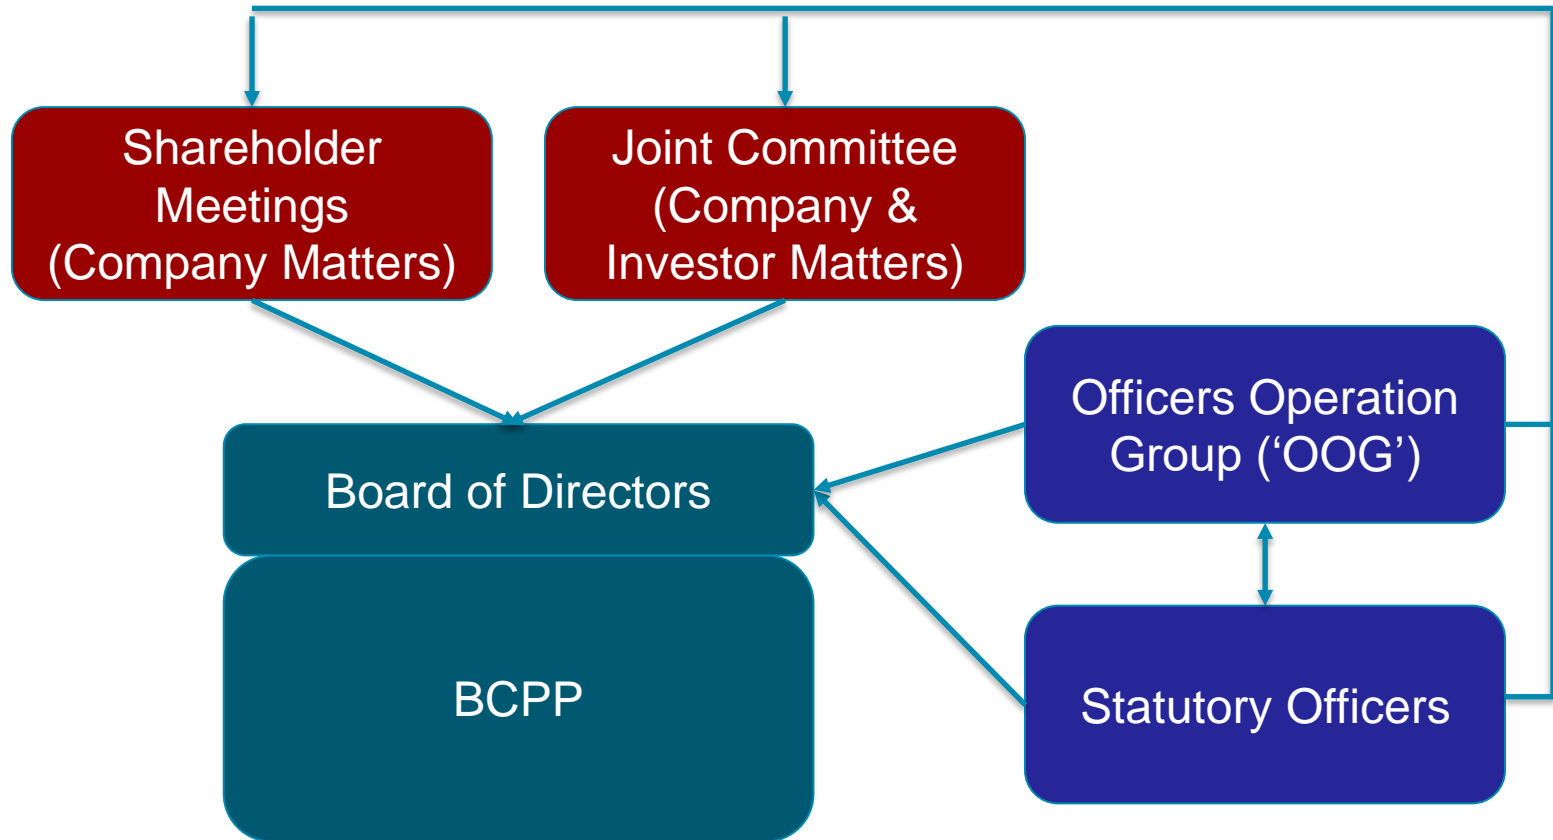 Shareholder
Meetings
(Company Matters)
Joint Committee
(Company &
Investor Matters)
Officers Operation
Group (‘OOG’)
Board of Directors
BCPP
Statutory Officers